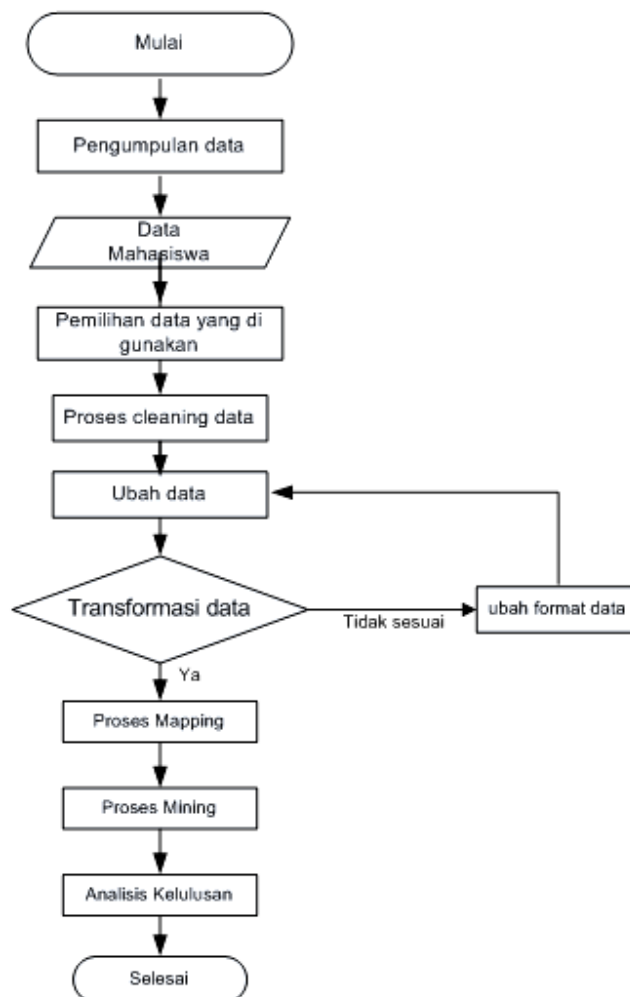 Mulai
Pengumpulan data
Data
Mahasiswa
Pemilihan data yang di
gunakan
Proses cleaning data
Ubah data
Transformasi data
Tidak sesuai
ubah format data
Ya
Proses Mapping
Proses Mining
Analisis Kelulusan
Selesai